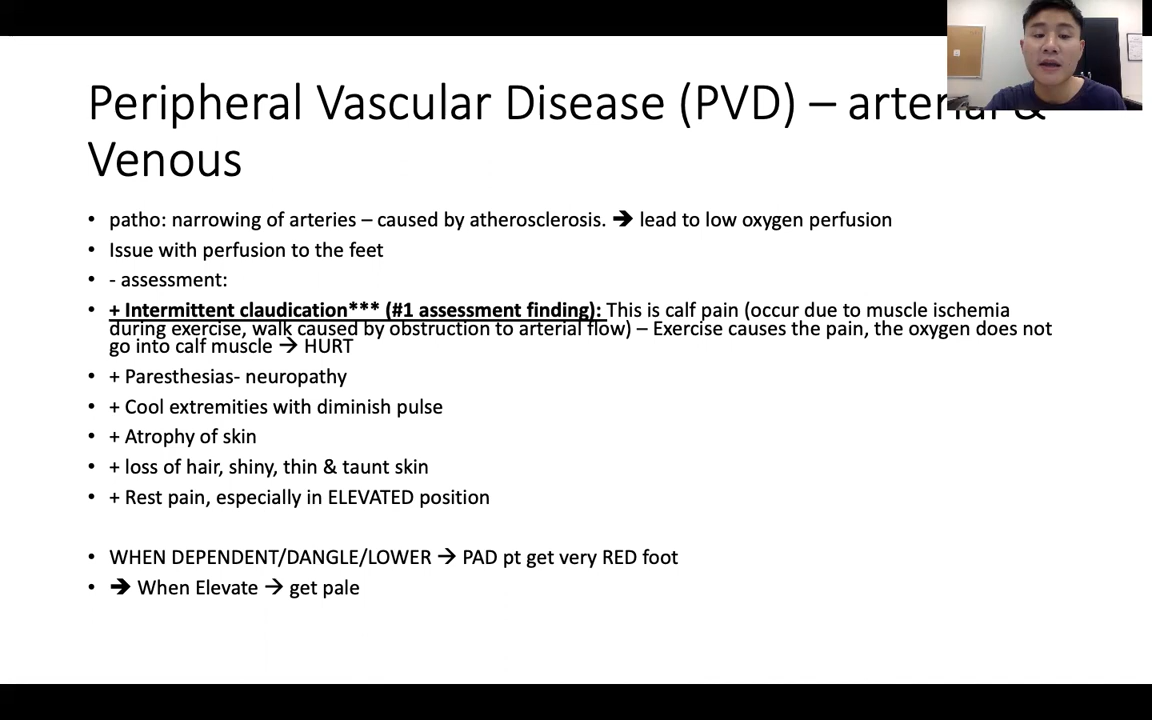 Peripheral Vascular Disease (PVD) – arterial &
Venous
• patho: narrowing of arteries – caused by atherosclerosis. ➔ lead to low oxygen perfusion
• Issue with perfusion to the feet
• - assessment:
• + Intermittent claudication*** (#1 assessment finding): This is calf pain (occur due to muscle ischemia
during exercise, walk caused by obstruction to arterial flow) – Exercise causes the pain, the oxygen does not
go into calf muscle → HURT
• + Paresthesias- neuropathy
• + Cool extremities with diminish pulse
• + Atrophy of skin
• + loss of hair, shiny, thin & taunt skin
• + Rest pain, especially in ELEVATED position
• WHEN DEPENDENT/DANGLE/LOWER → PAD pt get very RED foot
• ➔ When Elevate → get pale